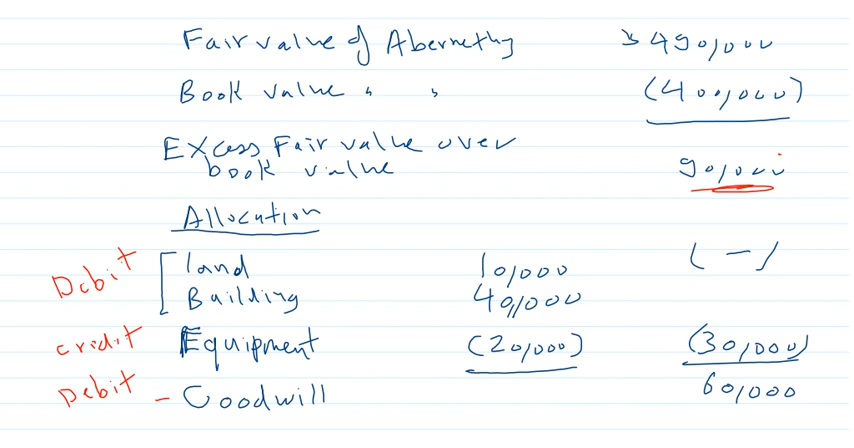 Fair value of Abernethy $ 490,000
Book value " " (400,000)
Excess Fair value over
book value 90,000
Allocation
Debit land 10,000 ( - )
Building 40,000
credit Equipment (20,000) (30,000)
Debit - Goodwill 60,000